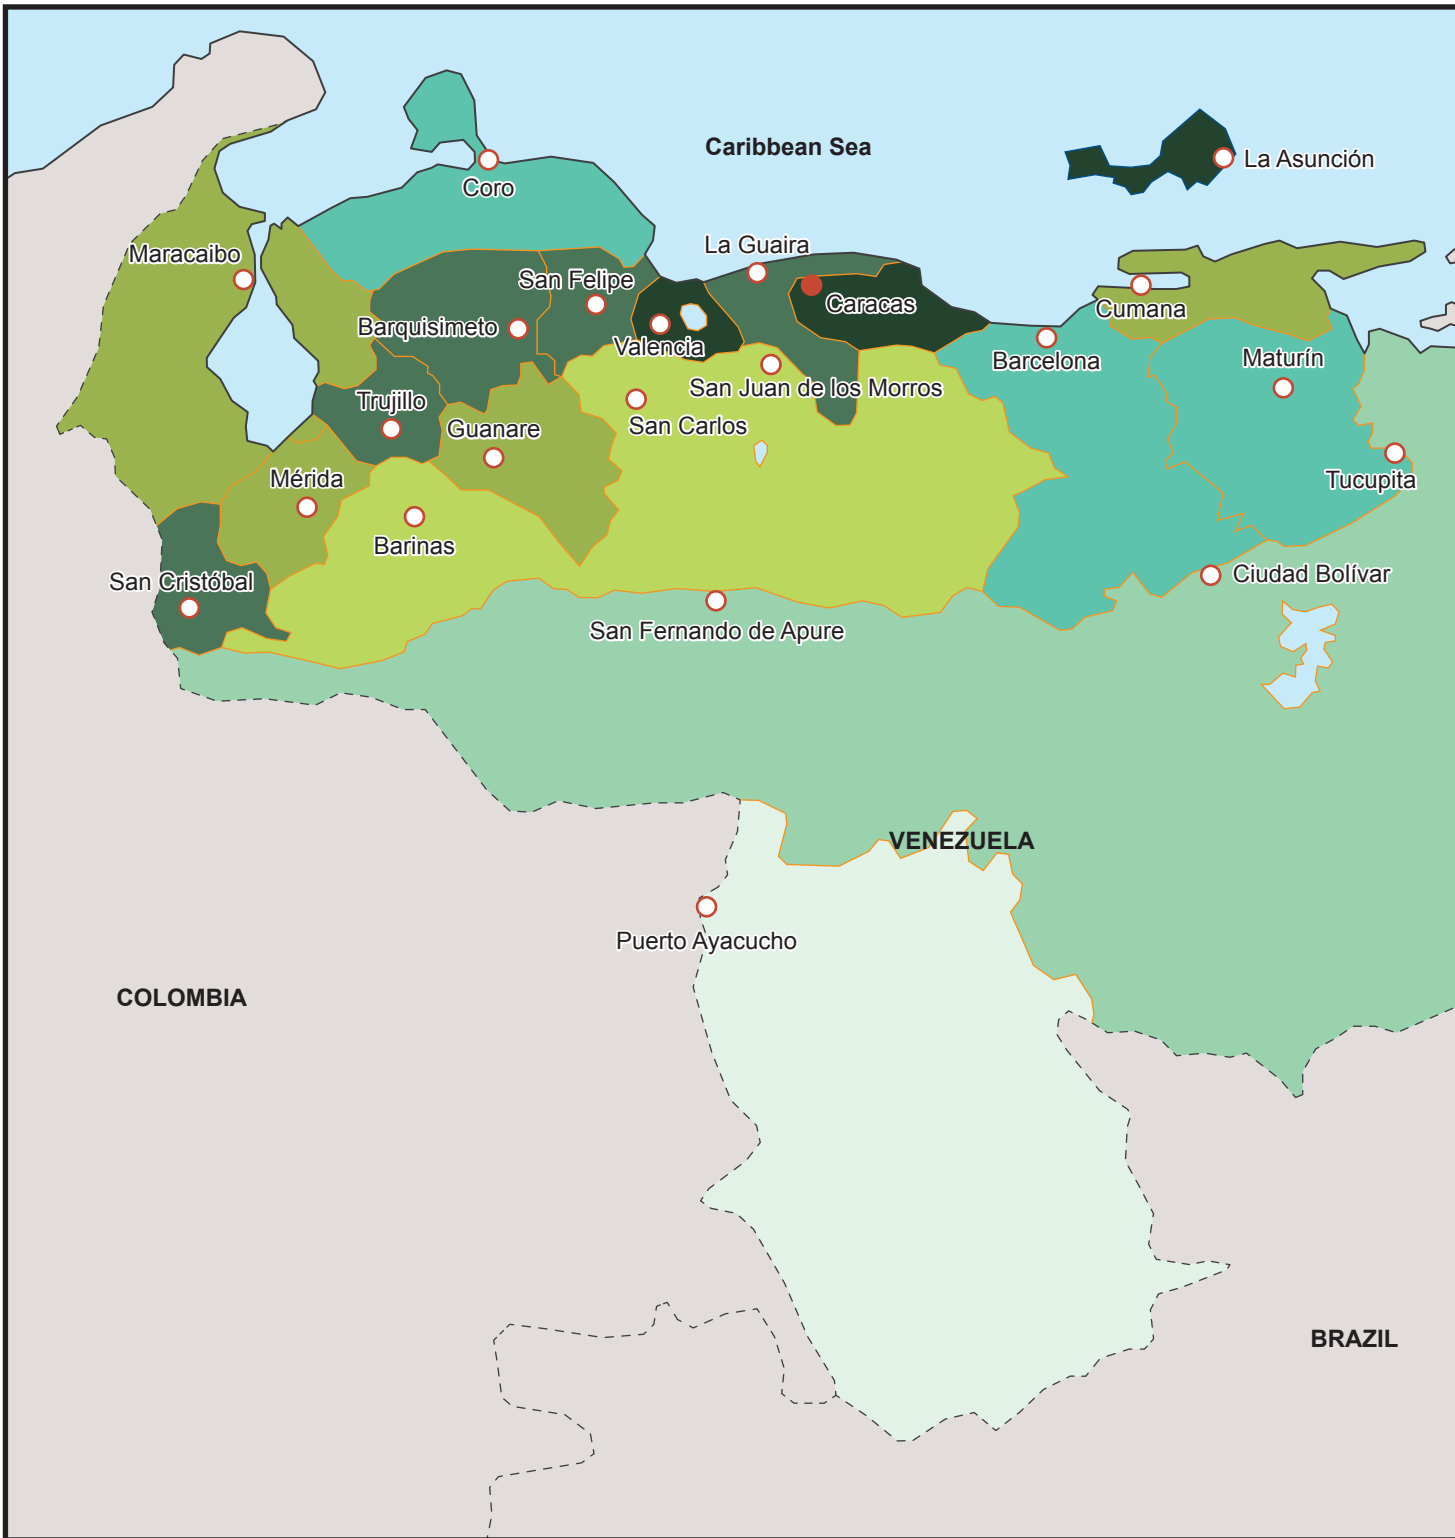 Caribbean Sea
La Asunción
Coro
La Guaira
Maracaibo
San Felipe
Caracas
Cumana
Barquisimeto
Valencia
Barcelona
Maturín
San Juan de los Morros
Trujillo
San Carlos
Guanare
Mérida
Tucupita
Barinas
San Cristóbal
Ciudad Bolívar
San Fernando de Apure
VENEZUELA
Puerto Ayacucho
COLOMBIA
BRAZIL